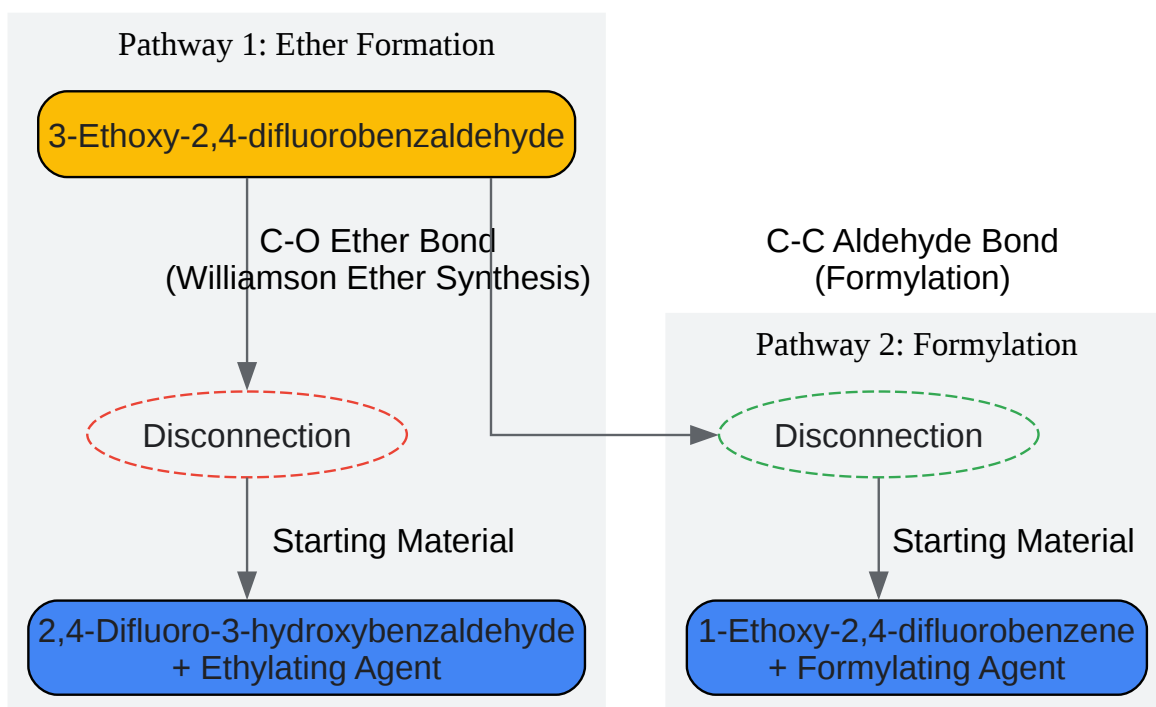 Pathway 1: Ether Formation
3-Ethoxy-2,4-difluorobenzaldehyde
C-O Ether Bond
(Williamson Ether Synthesis)
C-C Aldehyde Bond
(Formylation)
Pathway 2: Formylation
Disconnection
Disconnection
Starting Material
Starting Material
2,4-Difluoro-3-hydroxybenzaldehyde
+ Ethylating Agent
1-Ethoxy-2,4-difluorobenzene
+ Formylating Agent